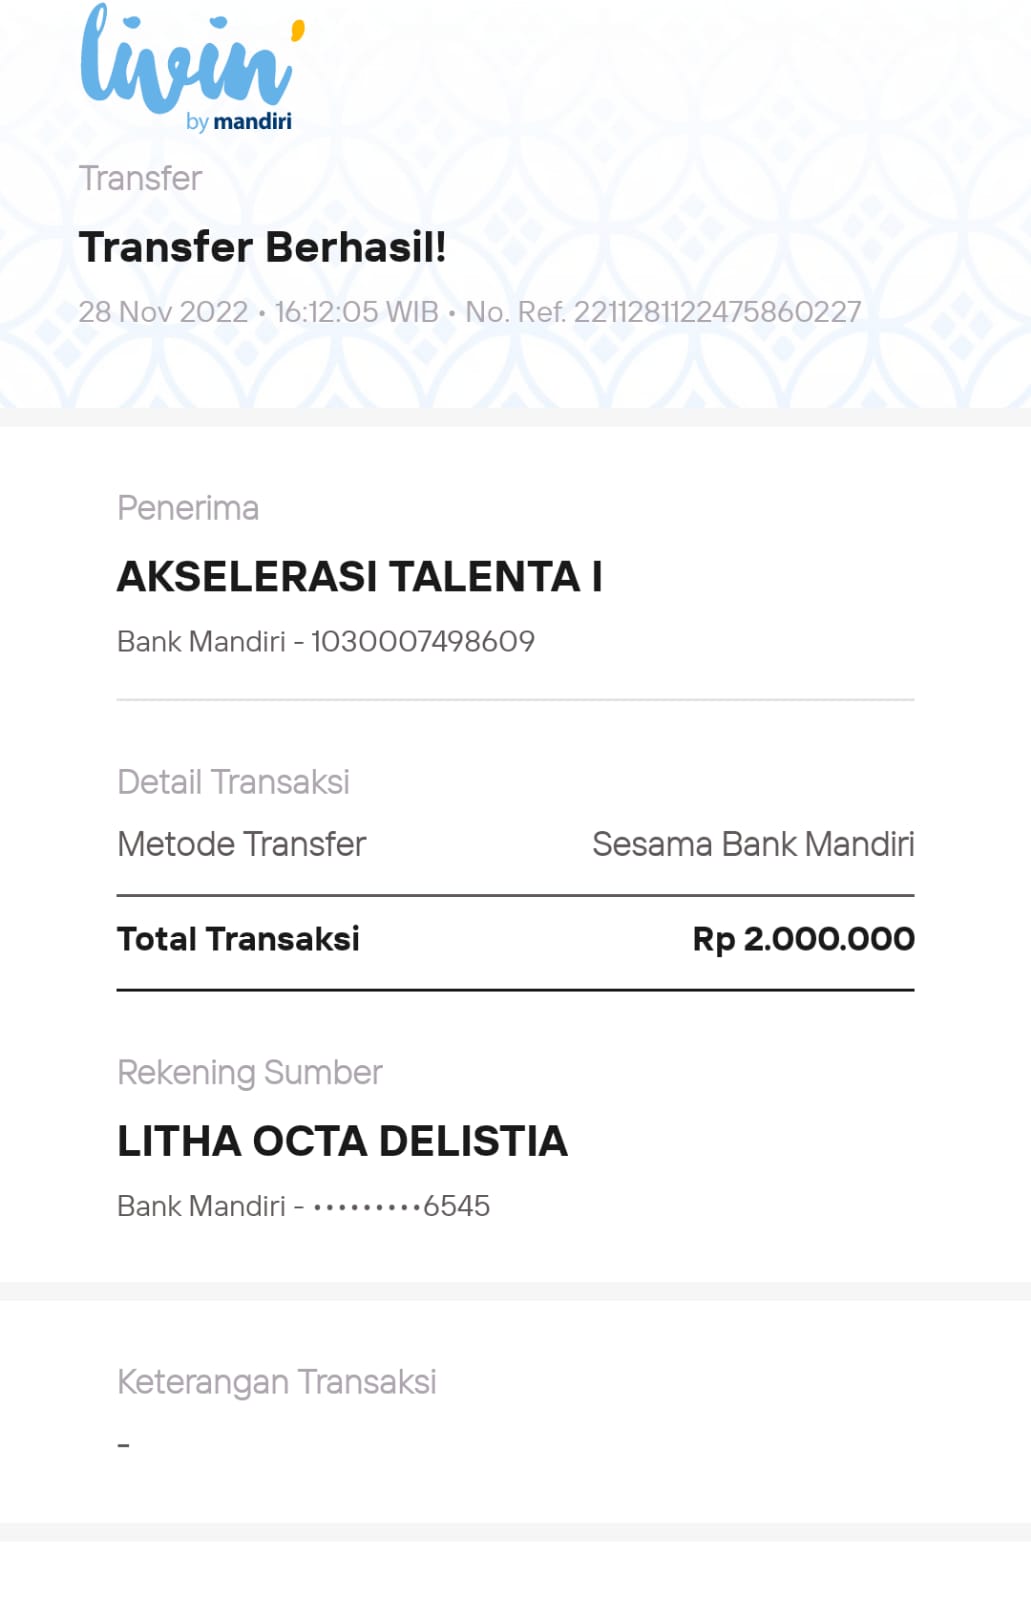 livin'
by mandiri
Transfer
Transfer Berhasil!
28 Nov 2022 • 16:12:05 WIB • No. Ref. 2211281122475860227
Penerima
AKSELERASI TALENTA I
Bank Mandiri - 1030007498609
Detail Transaksi
Metode Transfer Sesama Bank Mandiri
Total Transaksi Rp 2.000.000
Rekening Sumber
LITHA OCTA DELISTIA
Bank Mandiri - •••••••••6545
Keterangan Transaksi
-